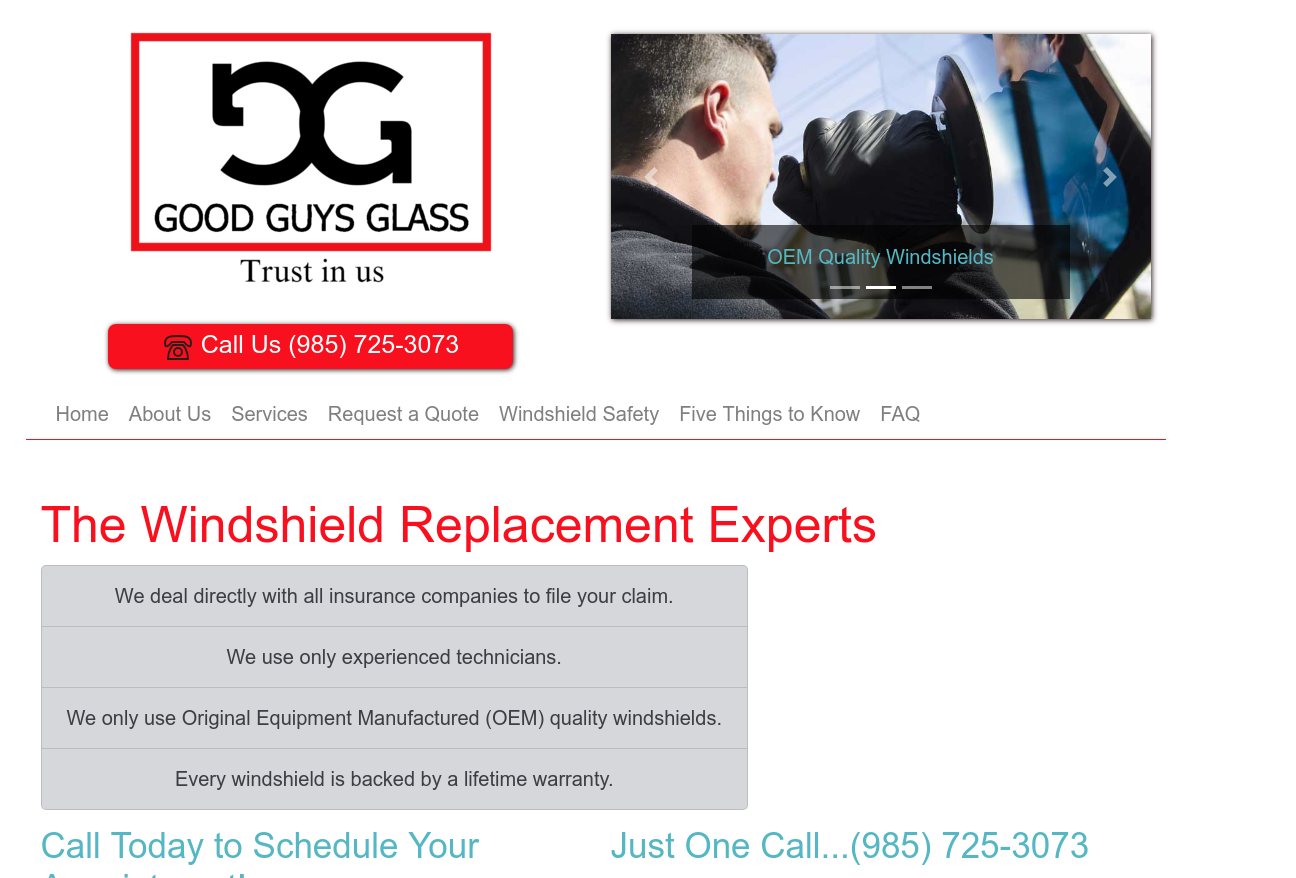 GOOD GUYS GLASS
Trust in us
Call Us (985) 725-3073
OEM Quality Windshields
Home About Us Services Request a Quote Windshield Safety Five Things to Know FAQ
The Windshield Replacement Experts
We deal directly with all insurance companies to file your claim.
We use only experienced technicians.
We only use Original Equipment Manufactured (OEM) quality windshields.
Every windshield is backed by a lifetime warranty.
Call Today to Schedule Your
Just One Call...(985) 725-3073